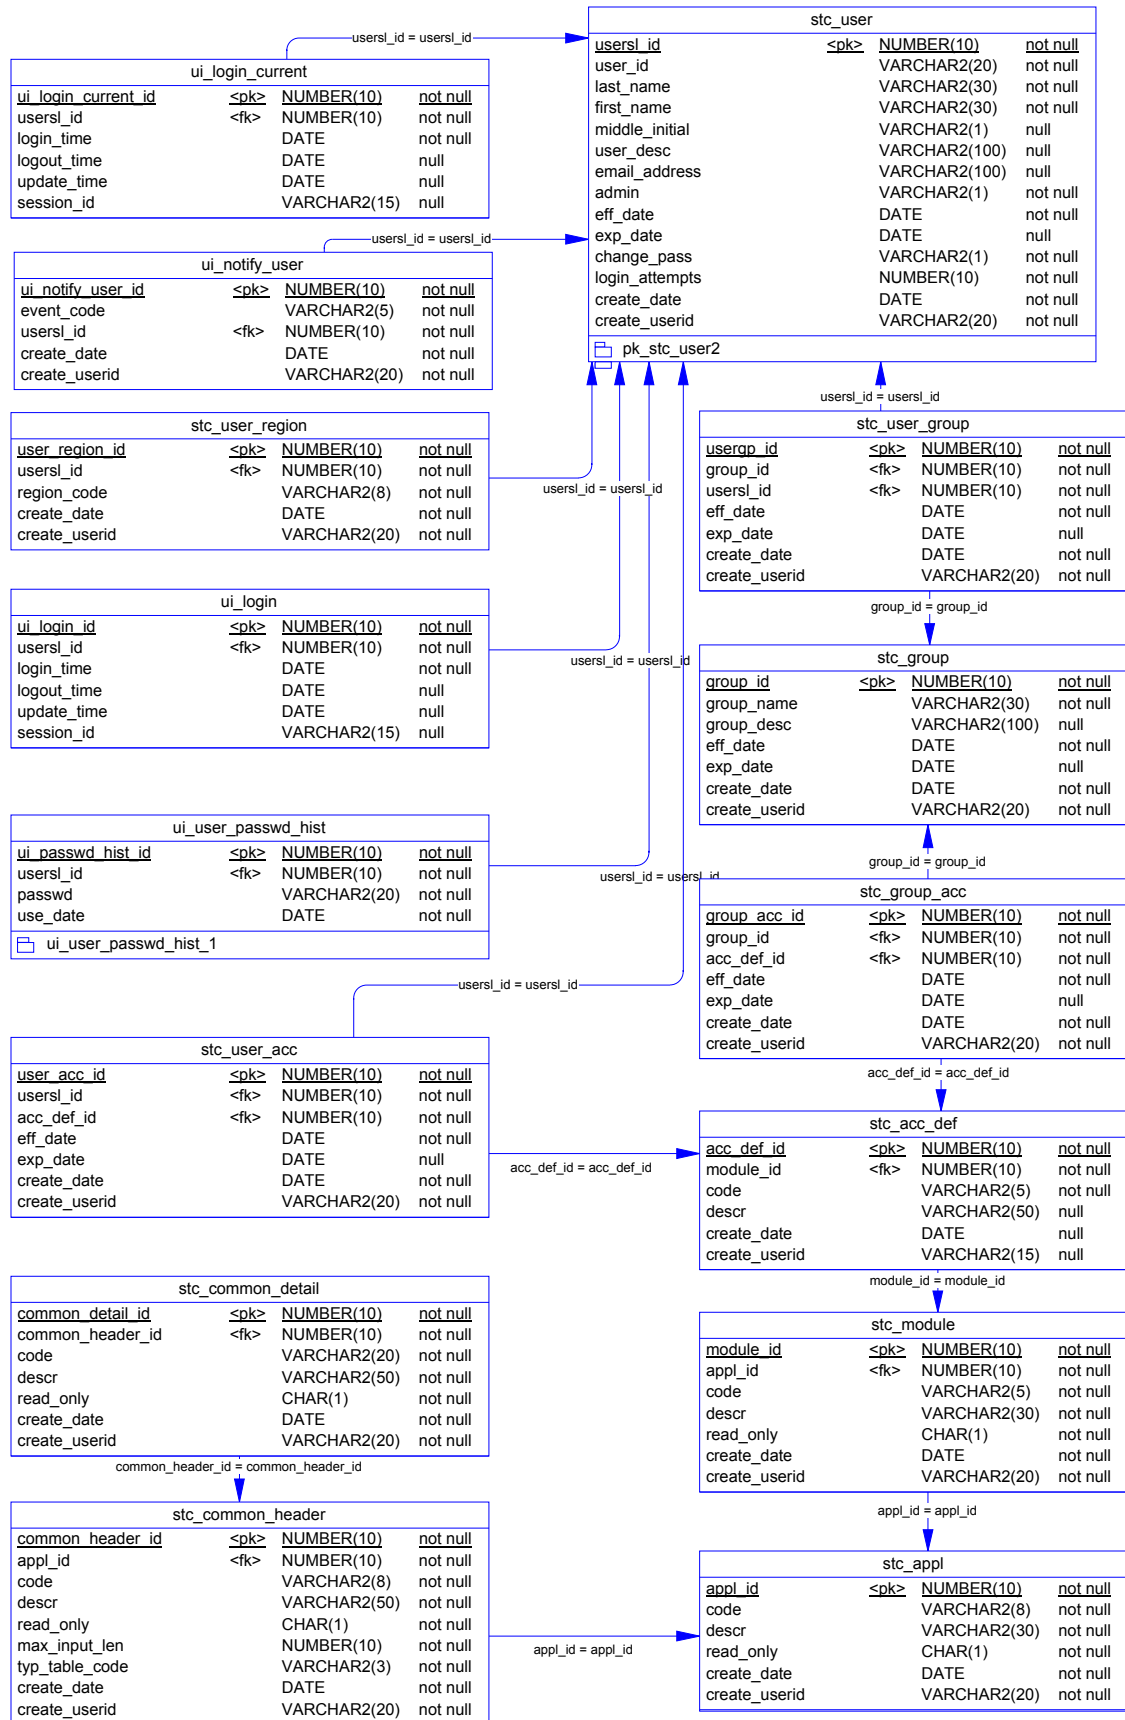 stc_user
usersl_id <pk> NUMBER(10) not null
user_id VARCHAR2(20) not null
last_name VARCHAR2(30) not null
first_name VARCHAR2(30) not null
middle_initial VARCHAR2(1) null
user_desc VARCHAR2(100) null
email_address VARCHAR2(100) null
admin VARCHAR2(1) not null
eff_date DATE not null
exp_date DATE null
change_pass VARCHAR2(1) not null
login_attempts NUMBER(10) not null
create_date DATE not null
create_userid VARCHAR2(20) not null
pk_stc_user2
usersl_id = usersl_id
ui_login_current
ui_login_current_id <pk> NUMBER(10) not null
usersl_id <fk> NUMBER(10) not null
login_time DATE not null
logout_time DATE null
update_time DATE null
session_id VARCHAR2(15) null
usersl_id = usersl_id
ui_notify_user
ui_notify_user_id <pk> NUMBER(10) not null
event_code VARCHAR2(5) not null
usersl_id <fk> NUMBER(10) not null
create_date DATE not null
create_userid VARCHAR2(20) not null
stc_user_region
user_region_id <pk> NUMBER(10) not null
usersl_id <fk> NUMBER(10) not null
region_code VARCHAR2(8) not null
create_date DATE not null
create_userid VARCHAR2(20) not null
usersl_id = usersl_id
usersl_id = usersl_id
stc_user_group
usergp_id <pk> NUMBER(10) not null
group_id <fk> NUMBER(10) not null
usersl_id <fk> NUMBER(10) not null
eff_date DATE not null
exp_date DATE null
create_date DATE not null
create_userid VARCHAR2(20) not null
group_id = group_id
ui_login
ui_login_id <pk> NUMBER(10) not null
usersl_id <fk> NUMBER(10) not null
login_time DATE not null
logout_time DATE null
update_time DATE null
session_id VARCHAR2(15) null
usersl_id = usersl_id
stc_group
group_id <pk> NUMBER(10) not null
group_name VARCHAR2(30) not null
group_desc VARCHAR2(100) null
eff_date DATE not null
exp_date DATE null
create_date DATE not null
create_userid VARCHAR2(20) not null
group_id = group_id
ui_user_passwd_hist
ui_passwd_hist_id <pk> NUMBER(10) not null
usersl_id <fk> NUMBER(10) not null
passwd VARCHAR2(20) not null
use_date DATE not null
ui_user_passwd_hist_1
usersl_id = usersl_id
stc_group_acc
group_acc_id <pk> NUMBER(10) not null
group_id <fk> NUMBER(10) not null
acc_def_id <fk> NUMBER(10) not null
eff_date DATE not null
exp_date DATE null
create_date DATE not null
create_userid VARCHAR2(20) not null
acc_def_id = acc_def_id
usersl_id = usersl_id
stc_user_acc
user_acc_id <pk> NUMBER(10) not null
usersl_id <fk> NUMBER(10) not null
acc_def_id <fk> NUMBER(10) not null
eff_date DATE not null
exp_date DATE null
create_date DATE not null
create_userid VARCHAR2(20) not null
acc_def_id = acc_def_id
stc_acc_def
acc_def_id <pk> NUMBER(10) not null
module_id <fk> NUMBER(10) not null
code VARCHAR2(5) not null
descr VARCHAR2(50) null
create_date DATE null
create_userid VARCHAR2(15) null
module_id = module_id
stc_common_detail
common_detail_id <pk> NUMBER(10) not null
common_header_id <fk> NUMBER(10) not null
code VARCHAR2(20) not null
descr VARCHAR2(50) not null
read_only CHAR(1) not null
create_date DATE not null
create_userid VARCHAR2(20) not null
common_header_id = common_header_id
stc_module
module_id <pk> NUMBER(10) not null
appl_id <fk> NUMBER(10) not null
code VARCHAR2(5) not null
descr VARCHAR2(30) not null
read_only CHAR(1) not null
create_date DATE not null
create_userid VARCHAR2(20) not null
appl_id = appl_id
stc_common_header
common_header_id <pk> NUMBER(10) not null
appl_id <fk> NUMBER(10) not null
code VARCHAR2(8) not null
descr VARCHAR2(50) not null
read_only CHAR(1) not null
max_input_len NUMBER(10) not null
typ_table_code VARCHAR2(3) not null
create_date DATE not null
create_userid VARCHAR2(20) not null
appl_id = appl_id
stc_appl
appl_id <pk> NUMBER(10) not null
code VARCHAR2(8) not null
descr VARCHAR2(30) not null
read_only CHAR(1) not null
create_date DATE not null
create_userid VARCHAR2(20) not null